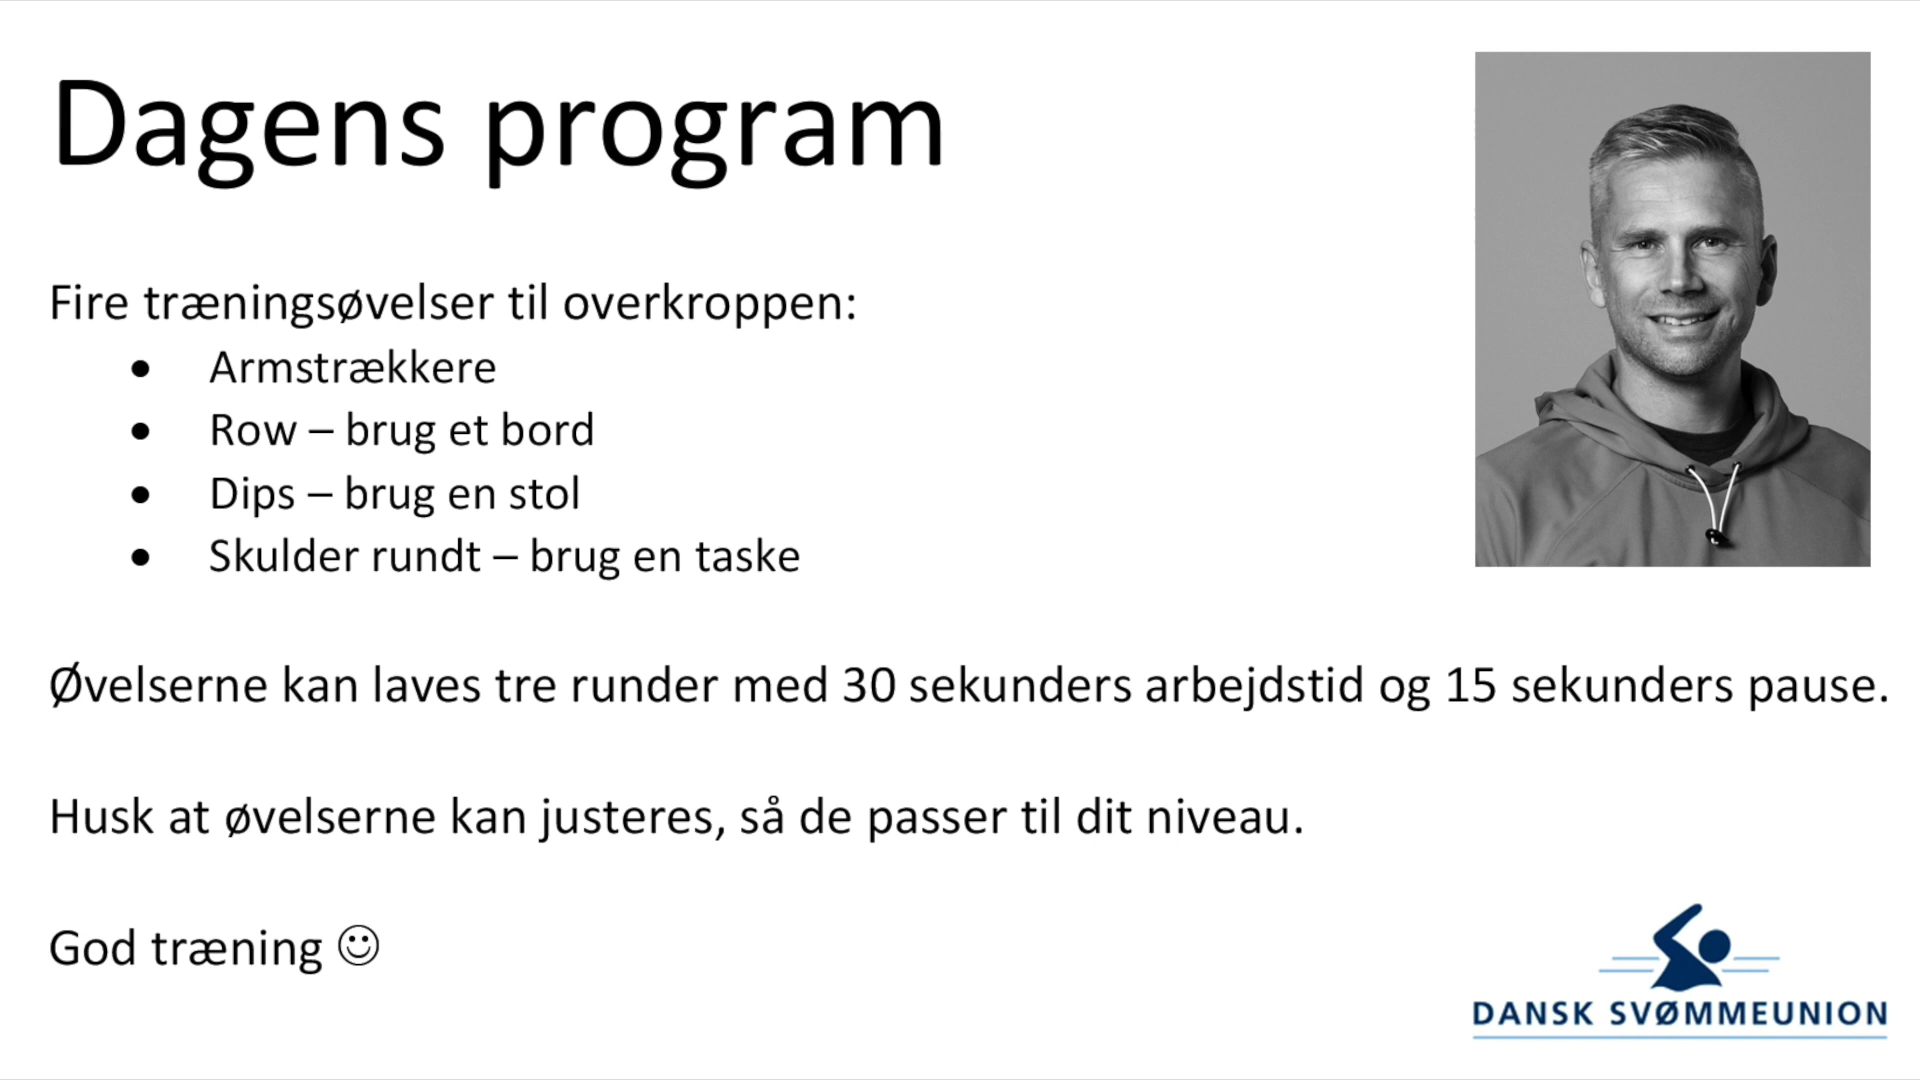 Dagens program
Fire træningsøvelser til overkroppen:
• Armstrækkere
• Row – brug et bord
• Dips – brug en stol
• Skulder rundt – brug en taske
Øvelserne kan laves tre runder med 30 sekunders arbejdstid og 15 sekunders pause.
Husk at øvelserne kan justeres, så de passer til dit niveau.
God træning ☺
DANSK SVØMMEUNION